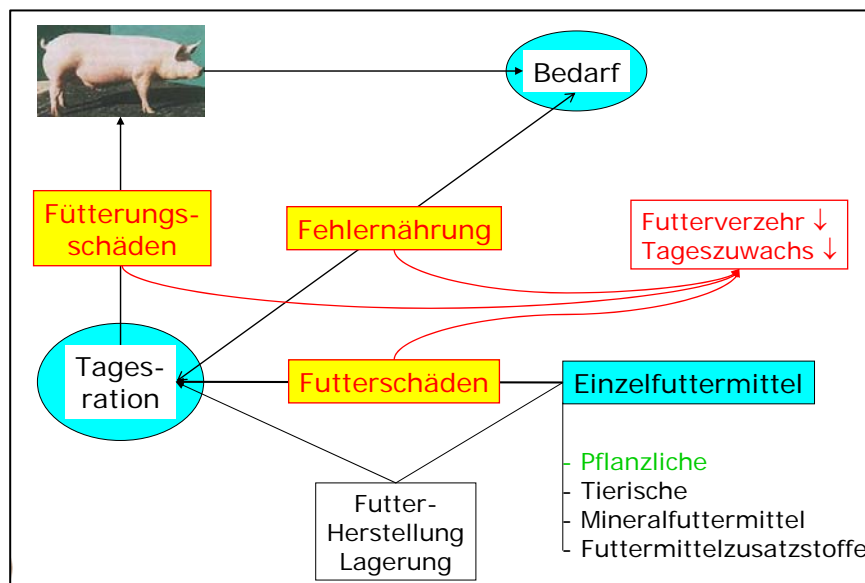 Bedarf
Fütterungs-
schäden
Fehlernährung
Futterverzehr ↓
Tageszuwachs ↓
Tages-
ration
Futterschäden
Einzelfuttermittel
Futter-
Herstellung
Lagerung
- Pflanzliche
- Tierische
- Mineralfuttermittel
- Futtermittelzusatzstoffe